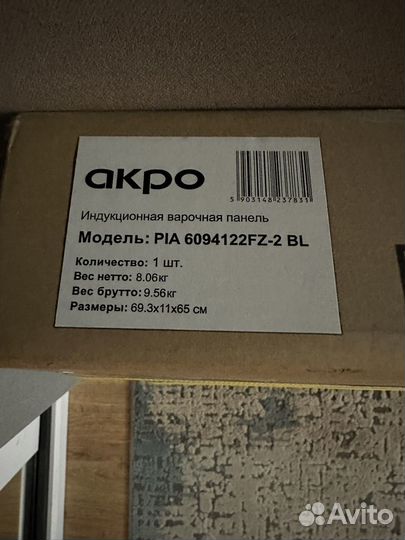 акро
5 903148 237831
Индукционная варочная панель
Модель: PIA 6094122FZ-2 BL
Количество: 1 шт.
Вес нетто: 8.06кг
Вес брутто: 9.56кг
Размеры: 69.3x11x65 см
Avito